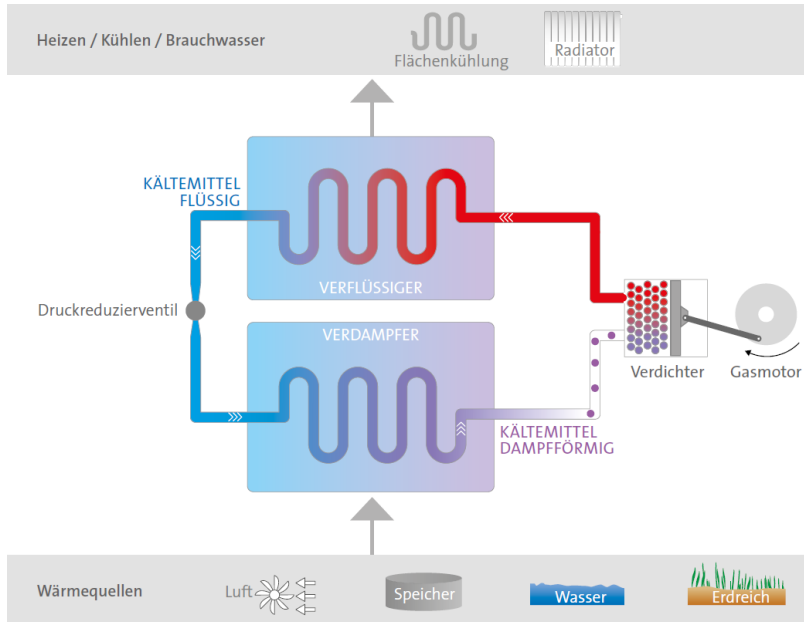 Heizen / Kühlen / Brauchwasser
Flächenkühlung
Radiator
KÄLTEMITTEL
FLÜSSIG
VERFLÜSSIGER
Druckreduzierventil
VERDAMPFER
Verdichter
Gasmotor
KÄLTEMITTEL
DAMPFFÖRMIG
Wärmequellen
Luft
Speicher
Wasser
Erdreich